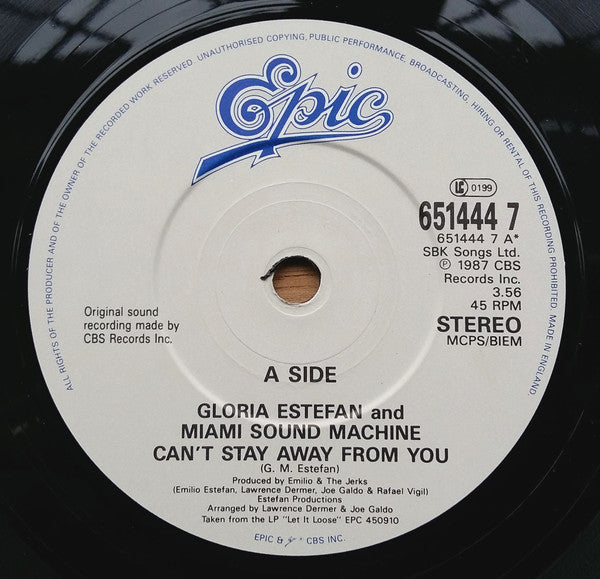 ALL RIGHTS OF THE PRODUCER AND OF THE OWNER OF THE RECORDED WORK RESERVED. UNAUTHORISED COPYING, PUBLIC PERFORMANCE, BROADCASTING, HIRING OR RENTAL OF THIS RECORDING PROHIBITED. MADE IN ENGLAND.
Epic
LC 0199
651444 7
651444 7 A*
SBK Songs Ltd.
℗ 1987 CBS
Records Inc.
3.56
45 RPM
STEREO
MCPS/BIEM
Original sound
recording made by
CBS Records Inc.
A SIDE
GLORIA ESTEFAN and
MIAMI SOUND MACHINE
CAN'T STAY AWAY FROM YOU
(G. M. Estefan)
Produced by Emilio & The Jerks
(Emilio Estefan, Lawrence Dermer, Joe Galdo & Rafael Vigil)
Estefan Productions
Arranged by Lawrence Dermer & Joe Galdo
Taken from the LP "Let It Loose" EPC 450910
EPIC & CBS INC.